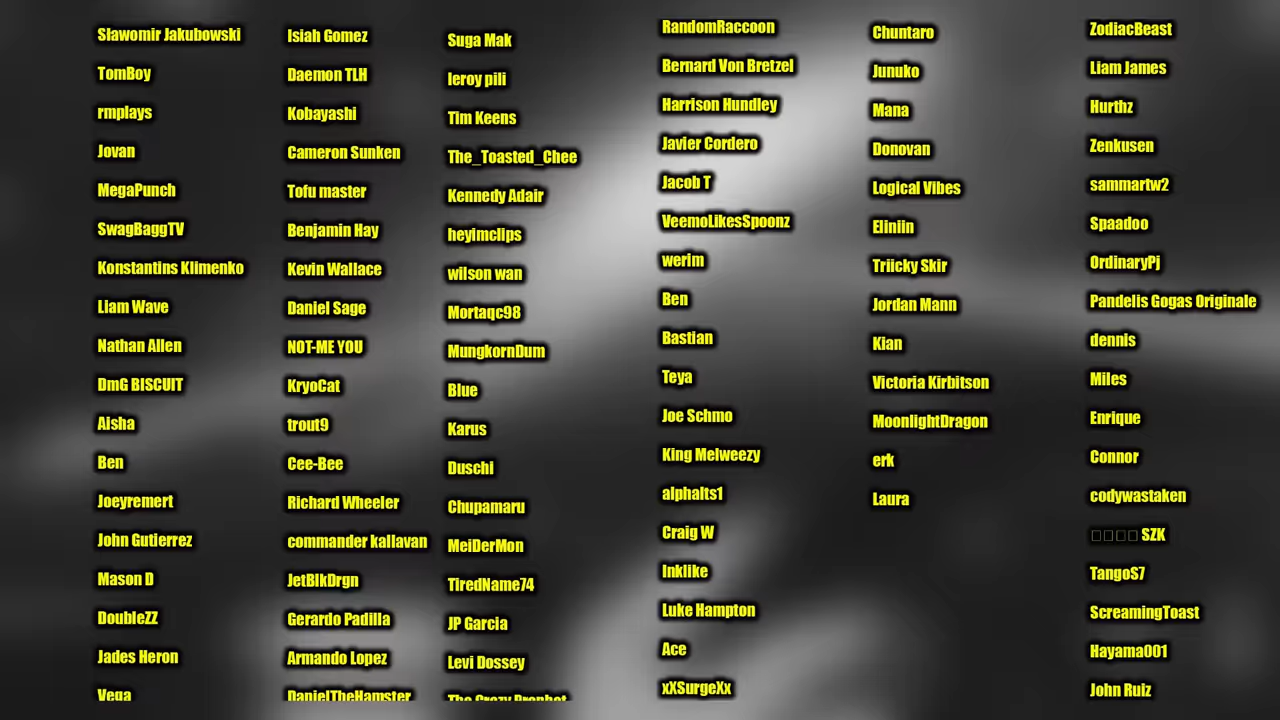 Sławomir Jakubowski
TomBoy
rmplays
Jovan
MegaPunch
SwagBaggTV
Konstantins Klimenko
Liam Wave
Nathan Allen
DmG BISCUIT
Aisha
Ben
Joeyremert
John Gutierrez
Mason D
DoubleZZ
Jades Heron
Vega
Isiah Gomez
Daemon TLH
Kobayashi
Cameron Sunken
Tofu master
Benjamin Hay
Kevin Wallace
Daniel Sage
NOT-ME YOU
KryoCat
trout9
Cee-Bee
Richard Wheeler
commander kallavan
JetBlkDrgn
Gerardo Padilla
Armando Lopez
DanielTheHamster
Suga Mak
leroy pili
Tim Keens
The_Toasted_Chee
Kennedy Adair
heyimclips
wilson wan
Mortaqc98
MungkornDum
Blue
Karus
Duschi
Chupamaru
MeiDerMon
TiredName74
JP Garcia
Levi Dossey
The Crazy Prophet
RandomRaccoon
Bernard Von Bretzel
Harrison Hundley
Javier Cordero
Jacob T
VeemoLikesSpoonz
werim
Ben
Bastian
Teya
Joe Schmo
King Melweezy
alphalts1
Craig W
Inklike
Luke Hampton
Ace
xXSurgeXx
Chuntaro
Junuko
Mana
Donovan
Logical Vibes
Eliniin
Triicky Skir
Jordan Mann
Kian
Victoria Kirbitson
MoonlightDragon
erk
Laura
ZodiacBeast
Liam James
Hurthz
Zenkusen
sammartw2
Spaadoo
OrdinaryPj
Pandelis Gogas Originale
dennis
Miles
Enrique
Connor
codywastaken
SZK
TangoS7
ScreamingToast
Hayama001
John Ruiz